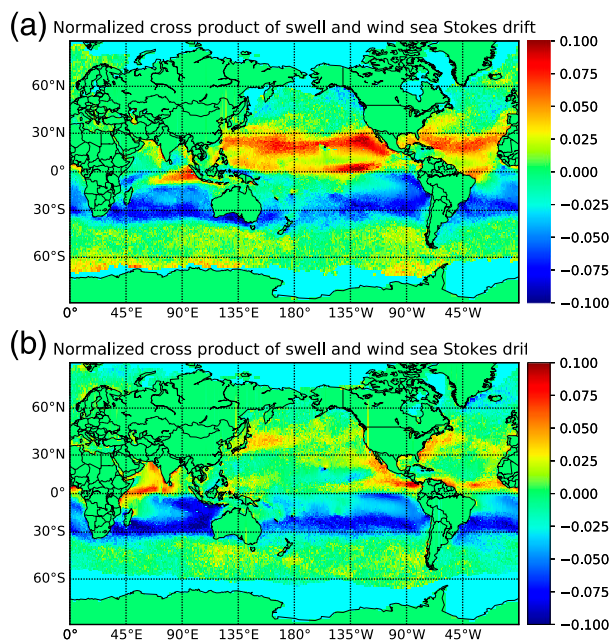 (a) Normalized cross product of swell and wind sea Stokes drift
0.100
60°N
0.075
0.050
30°N
0.025
0°
0.000
−0.025
30°S
−0.050
60°S
−0.075
−0.100
0° 45°E 90°E 135°E 180° 135°W 90°W 45°W
(b) Normalized cross product of swell and wind sea Stokes drif
0.100
60°N
0.075
0.050
30°N
0.025
0°
0.000
−0.025
30°S
−0.050
60°S
−0.075
−0.100
0° 45°E 90°E 135°E 180° 135°W 90°W 45°W